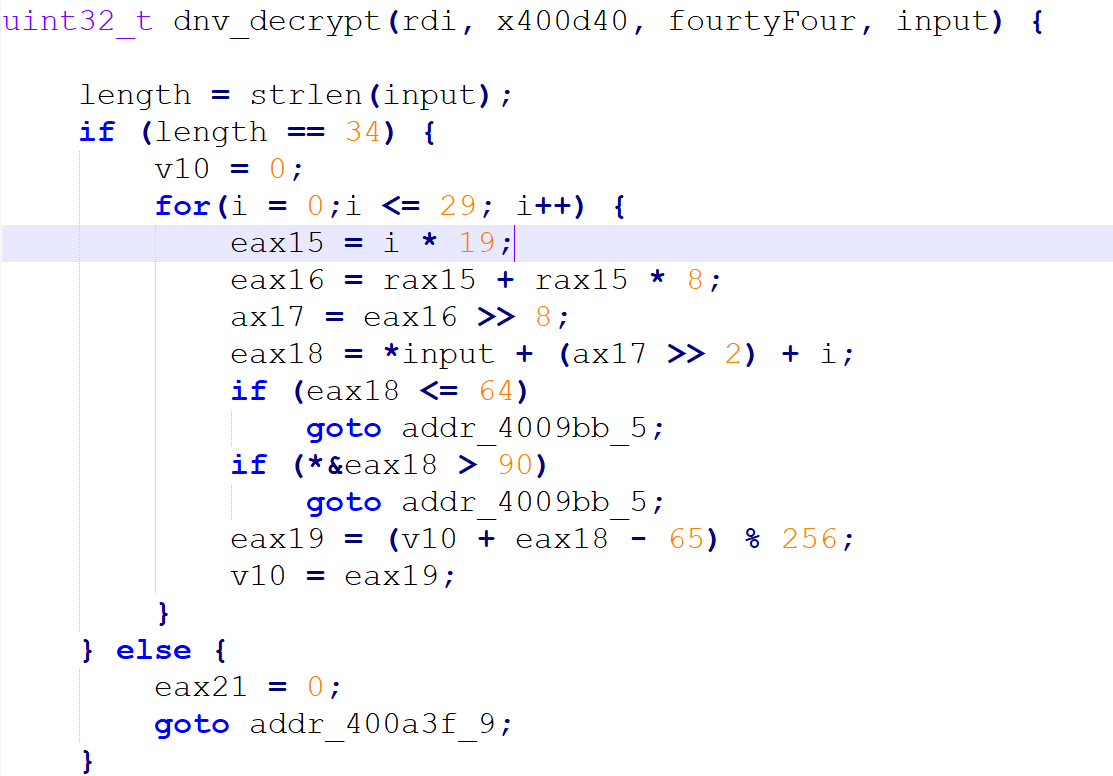 uint32_t dnv_decrypt(rdi, x400d40, fourtyFour, input) {
length = strlen(input);
if (length == 34) {
v10 = 0;
for(i = 0;i <= 29; i++) {
eax15 = i * 19;
eax16 = rax15 + rax15 * 8;
ax17 = eax16 >> 8;
eax18 = *input + (ax17 >> 2) + i;
if (eax18 <= 64)
goto addr_4009bb_5;
if (*&eax18 > 90)
goto addr_4009bb_5;
eax19 = (v10 + eax18 - 65) % 256;
v10 = eax19;
}
} else {
eax21 = 0;
goto addr_400a3f_9;
}